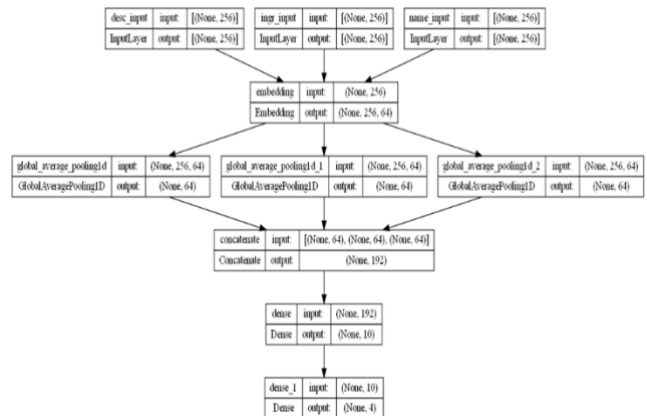 desc_input input: [(None, 256)]
InputLayer output: [(None, 256)]
ingr_input input: [(None, 256)]
InputLayer output: [(None, 256)]
name_input input: [(None, 256)]
InputLayer output: [(None, 256)]
embedding input: (None, 256)
Embedding output: (None, 256, 64)
global_average_pooling1d input: (None, 256, 64)
GlobalAveragePooling1D output: (None, 64)
global_average_pooling1d_1 input: (None, 256, 64)
GlobalAveragePooling1D output: (None, 64)
global_average_pooling1d_2 input: (None, 256, 64)
GlobalAveragePooling1D output: (None, 64)
concatenate input: [(None, 64), (None, 64), (None, 64)]
Concatenate output: (None, 192)
dense input: (None, 192)
Dense output: (None, 10)
dense_1 input: (None, 10)
Dense output: (None, 4)